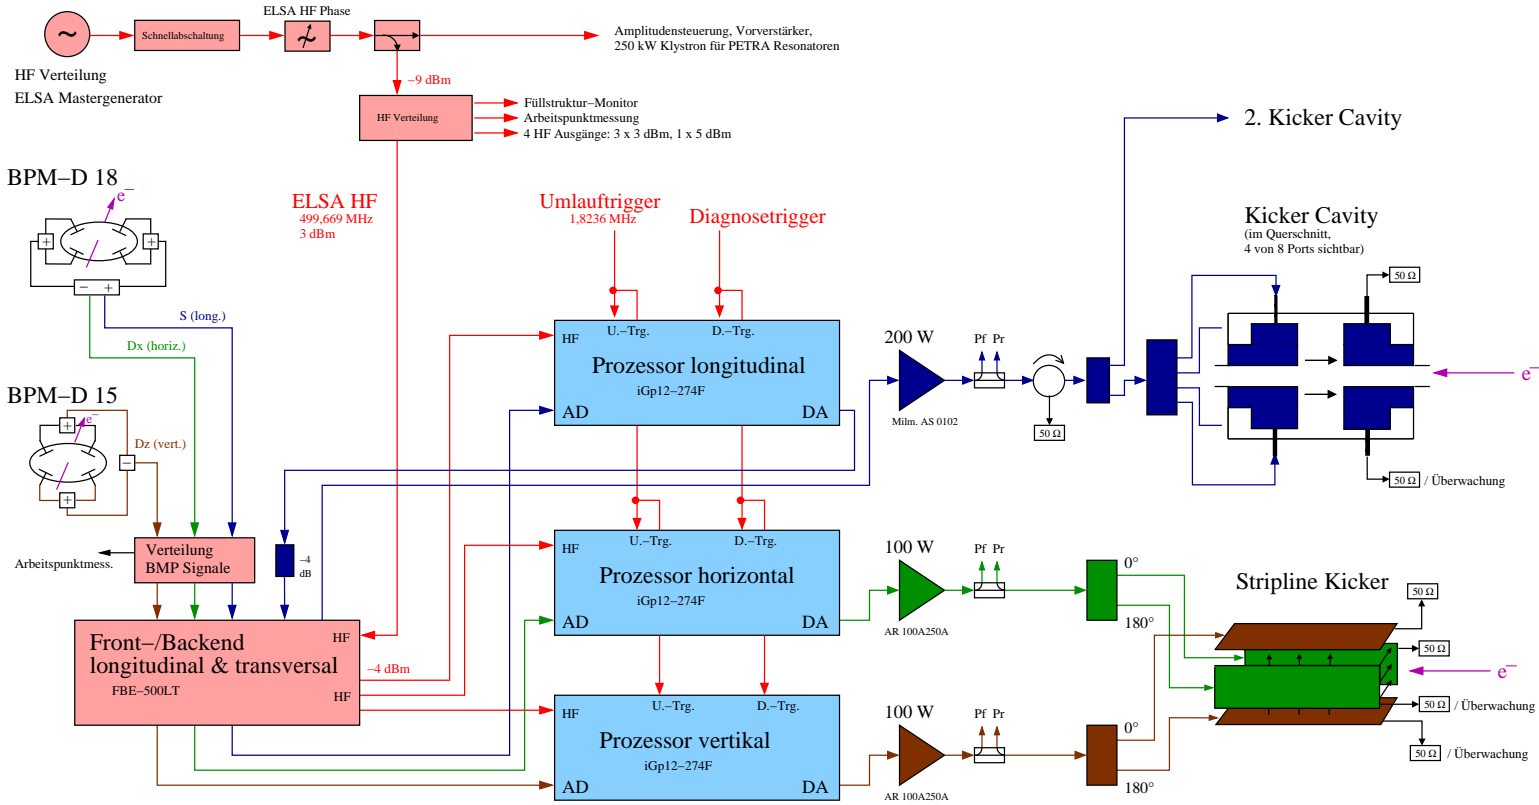 ELSA HF Phase
~
Schnellabschaltung
~
Amplitudensteuerung, Vorverstärker,
250 kW Klystron für PETRA Resonatoren
HF Verteilung
ELSA Mastergenerator
−9 dBm
HF Verteilung
Füllstruktur−Monitor
Arbeitspunktmessung
4 HF Ausgänge: 3 x 3 dBm, 1 x 5 dBm
2. Kicker Cavity
BPM−D 18
e−
+
+
− +
ELSA HF
499,669 MHz
3 dBm
Umlauftrigger
1,8236 MHz
Diagnosetrigger
Kicker Cavity
(im Querschnitt,
4 von 8 Ports sichtbar)
50 Ω
S (long.)
Dx (horiz.)
U.−Trg.
D.−Trg.
HF
Prozessor longitudinal
iGp12−274F
AD
DA
200 W
Milm. AS 0102
Pf Pr
50 Ω
e−
50 Ω / Überwachung
BPM−D 15
e−
+
−
+
Dz (vert.)
Arbeitspunktmess.
Verteilung
BMP Signale
−4
dB
U.−Trg.
D.−Trg.
HF
Prozessor horizontal
iGp12−274F
AD
DA
100 W
AR 100A250A
Pf Pr
0°
180°
Stripline Kicker
50 Ω
50 Ω
e−
50 Ω / Überwachung
50 Ω / Überwachung
Front−/Backend
longitudinal & transversal
FBE−500LT
HF
HF
−4 dBm
U.−Trg.
D.−Trg.
HF
Prozessor vertikal
iGp12−274F
AD
DA
100 W
AR 100A250A
Pf Pr
0°
180°